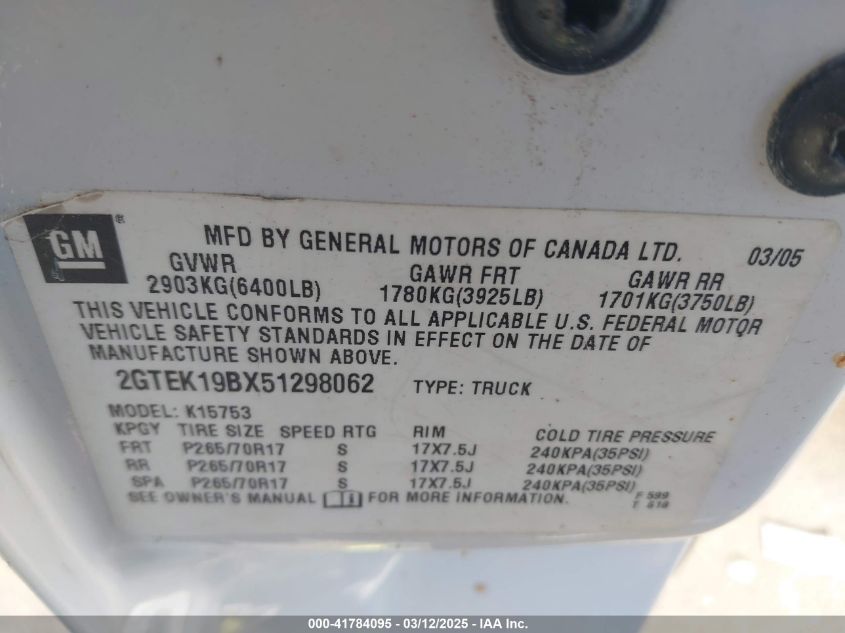 GM®
MFD BY GENERAL MOTORS OF CANADA LTD. 03/05
GVWR GAWR FRT GAWR RR
2903KG(6400LB) 1780KG(3925LB) 1701KG(3750LB)
THIS VEHICLE CONFORMS TO ALL APPLICABLE U.S. FEDERAL MOTOR
VEHICLE SAFETY STANDARDS IN EFFECT ON THE DATE OF
MANUFACTURE SHOWN ABOVE.
2GTEK19BX51298062 TYPE: TRUCK
MODEL: K15753
KPGY TIRE SIZE SPEED RTG RIM COLD TIRE PRESSURE
FRT P265/70R17 S 17X7.5J 240KPA(35PSI)
RR P265/70R17 S 17X7.5J 240KPA(35PSI)
SPA P265/70R17 S 17X7.5J 240KPA(35PSI)
SEE OWNER'S MANUAL FOR MORE INFORMATION.
F 599
T 618
000-41784095 - 03/12/2025 - IAA Inc.